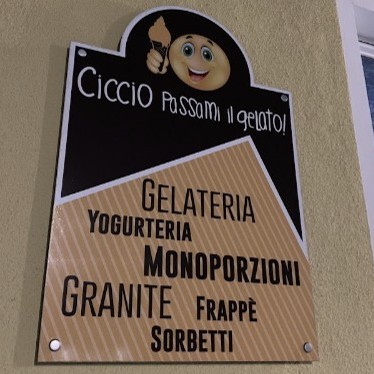 Ciccio Passami il gelato!
GELATERIA
YOGURTERIA
MONOPORZIONI
GRANITE FRAPPÈ
SORBETTI